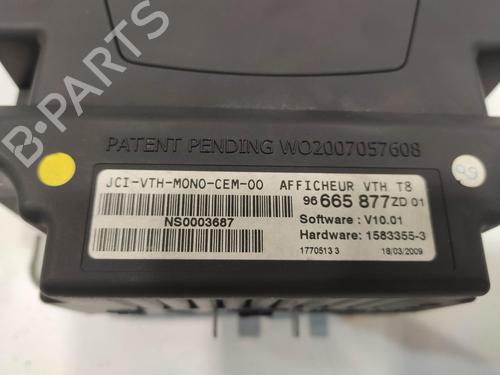 B-PARTS
PATENT PENDING WO2007057608
JCI-VTH-MONO-CEM-00 AFFICHEUR VTH T8
96 665 877 ZD 01
NS0003687
Software : V10.01
Hardware: 1583355-3
1770513 3 18/03/2009